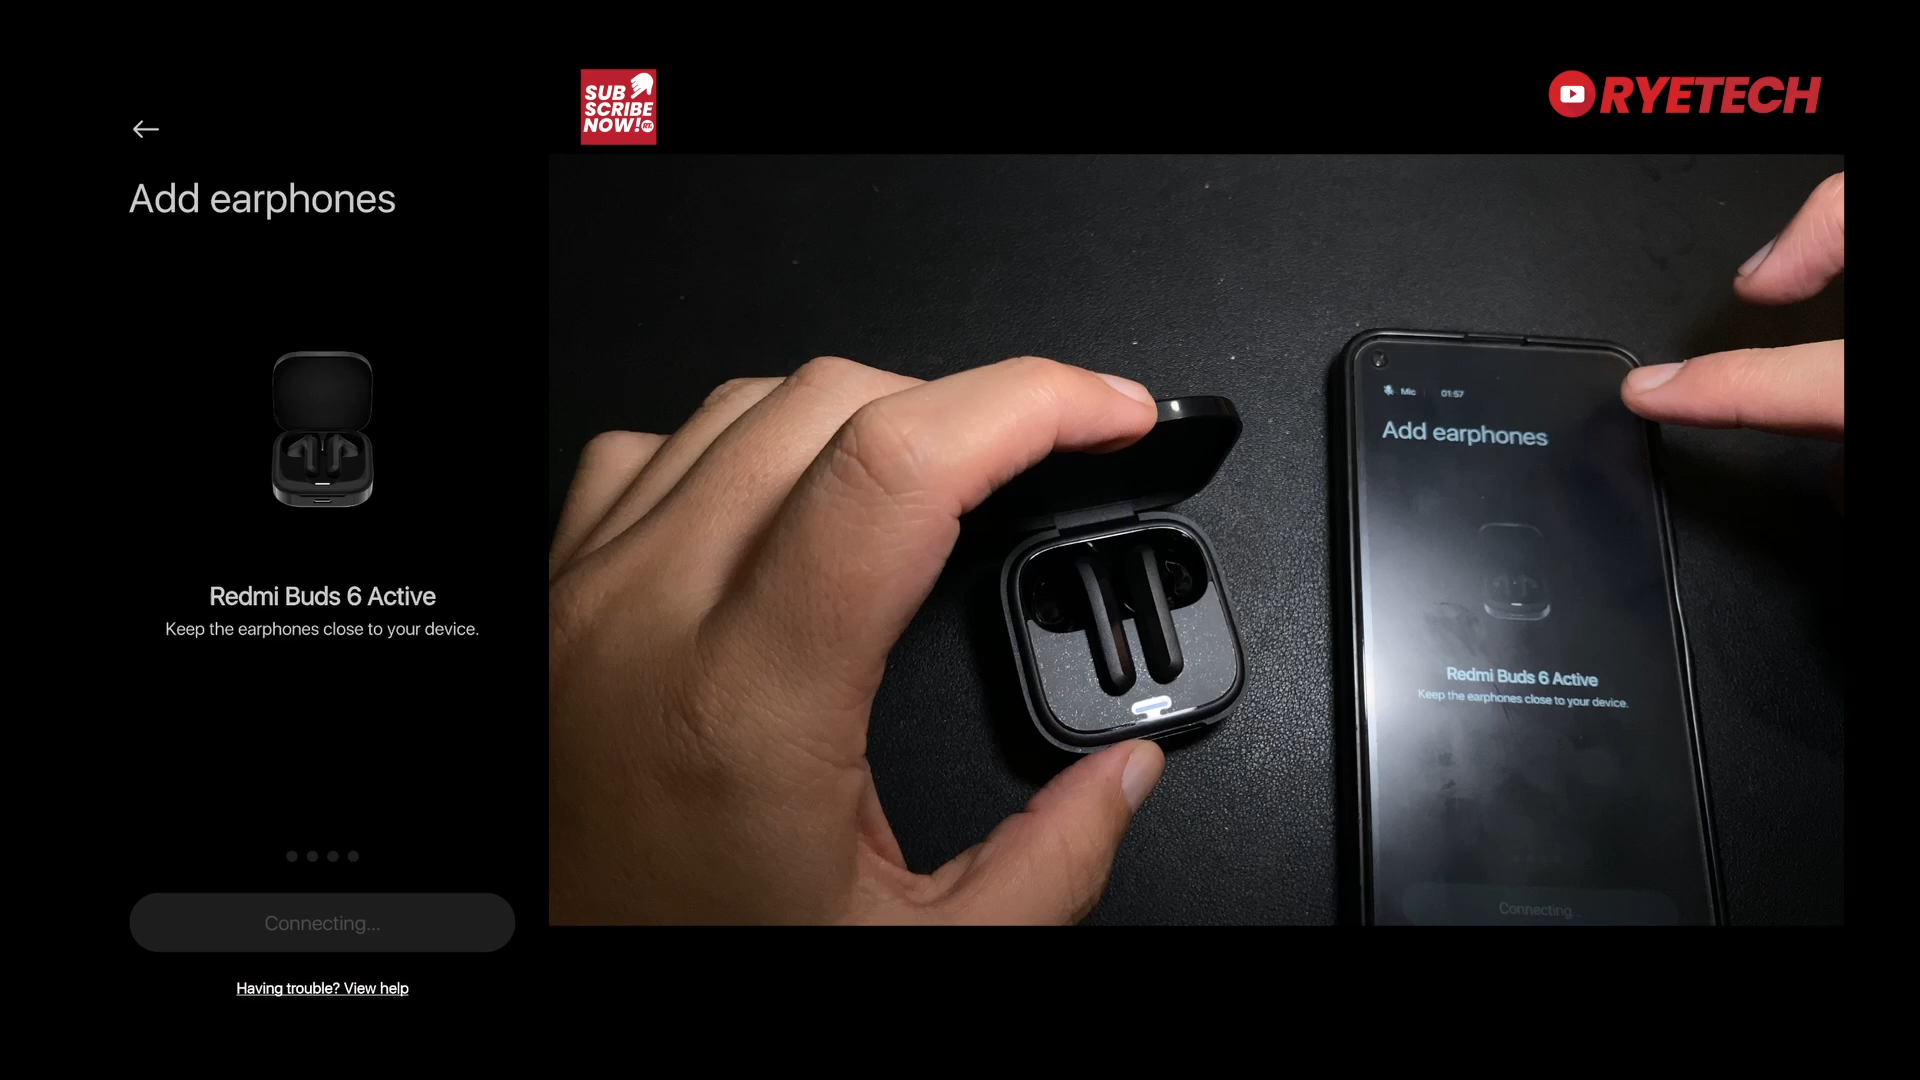 Add earphones
Redmi Buds 6 Active
Keep the earphones close to your device.
Connecting...
Having trouble? View help
SUB
SCRIBE
NOW!
RYETECH
Mic
01:57
Add earphones
Redmi Buds 6 Active
Keep the earphones close to your device.
Connecting...